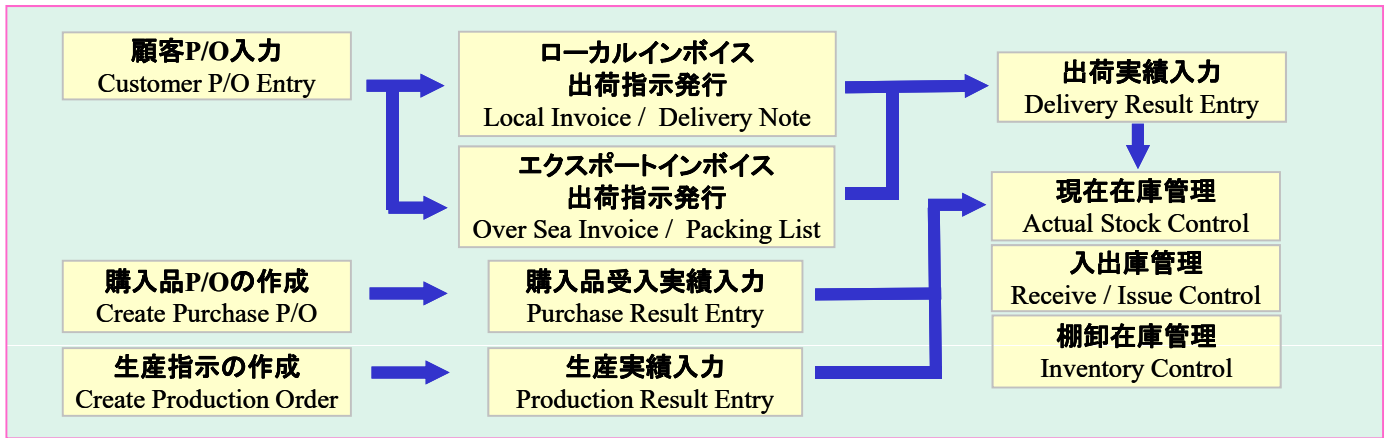 顧客P/O入力
Customer P/O Entry
ローカルインボイス
出荷指示発行
Local Invoice / Delivery Note
出荷実績入力
Delivery Result Entry
エクスポートインボイス
出荷指示発行
Over Sea Invoice / Packing List
現在在庫管理
Actual Stock Control
購入品P/Oの作成
Create Purchase P/O
購入品受入実績入力
Purchase Result Entry
入出庫管理
Receive / Issue Control
生産指示の作成
Create Production Order
生産実績入力
Production Result Entry
棚卸在庫管理
Inventory Control